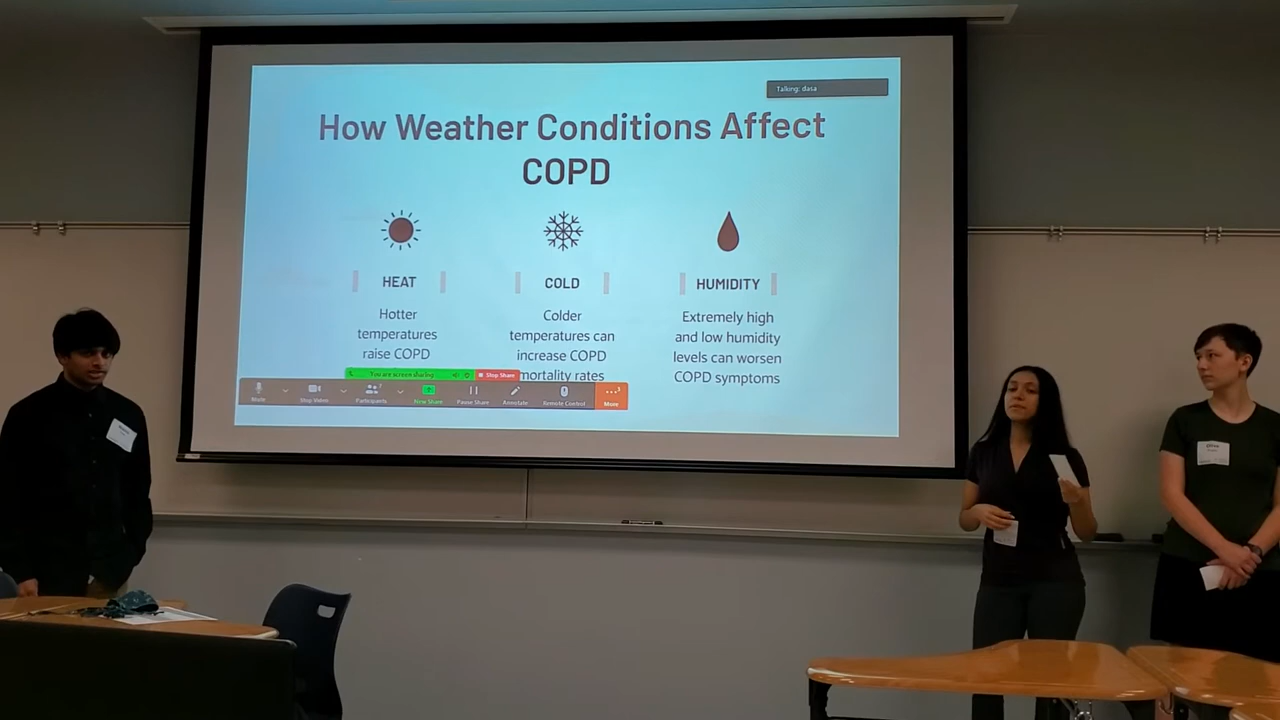 Talking: dasa
How Weather Conditions Affect
COPD
HEAT
Hotter
temperatures
raise COPD
COLD
Colder
temperatures can
increase COPD
mortality rates
HUMIDITY
Extremely high
and low humidity
levels can worsen
COPD symptoms
You are screen sharing
Stop Share
Mute
Stop Video
Participants
7
New Share
Pause Share
Annotate
Remote Control
More